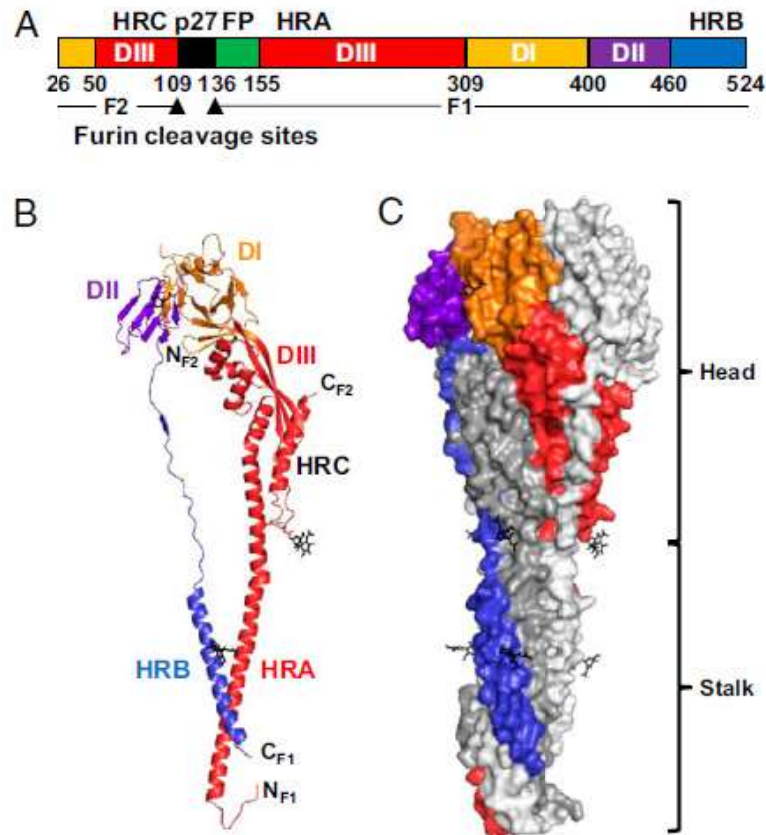 A
HRC p27 FP HRA HRB
DIII DIII DI DII
26 50 109 136 155 309 400 460 524
F2 F1
Furin cleavage sites
B C
DI
DII
NF2
DIII
CF2
Head
HRC
HRB
HRA
Stalk
CF1
NF1